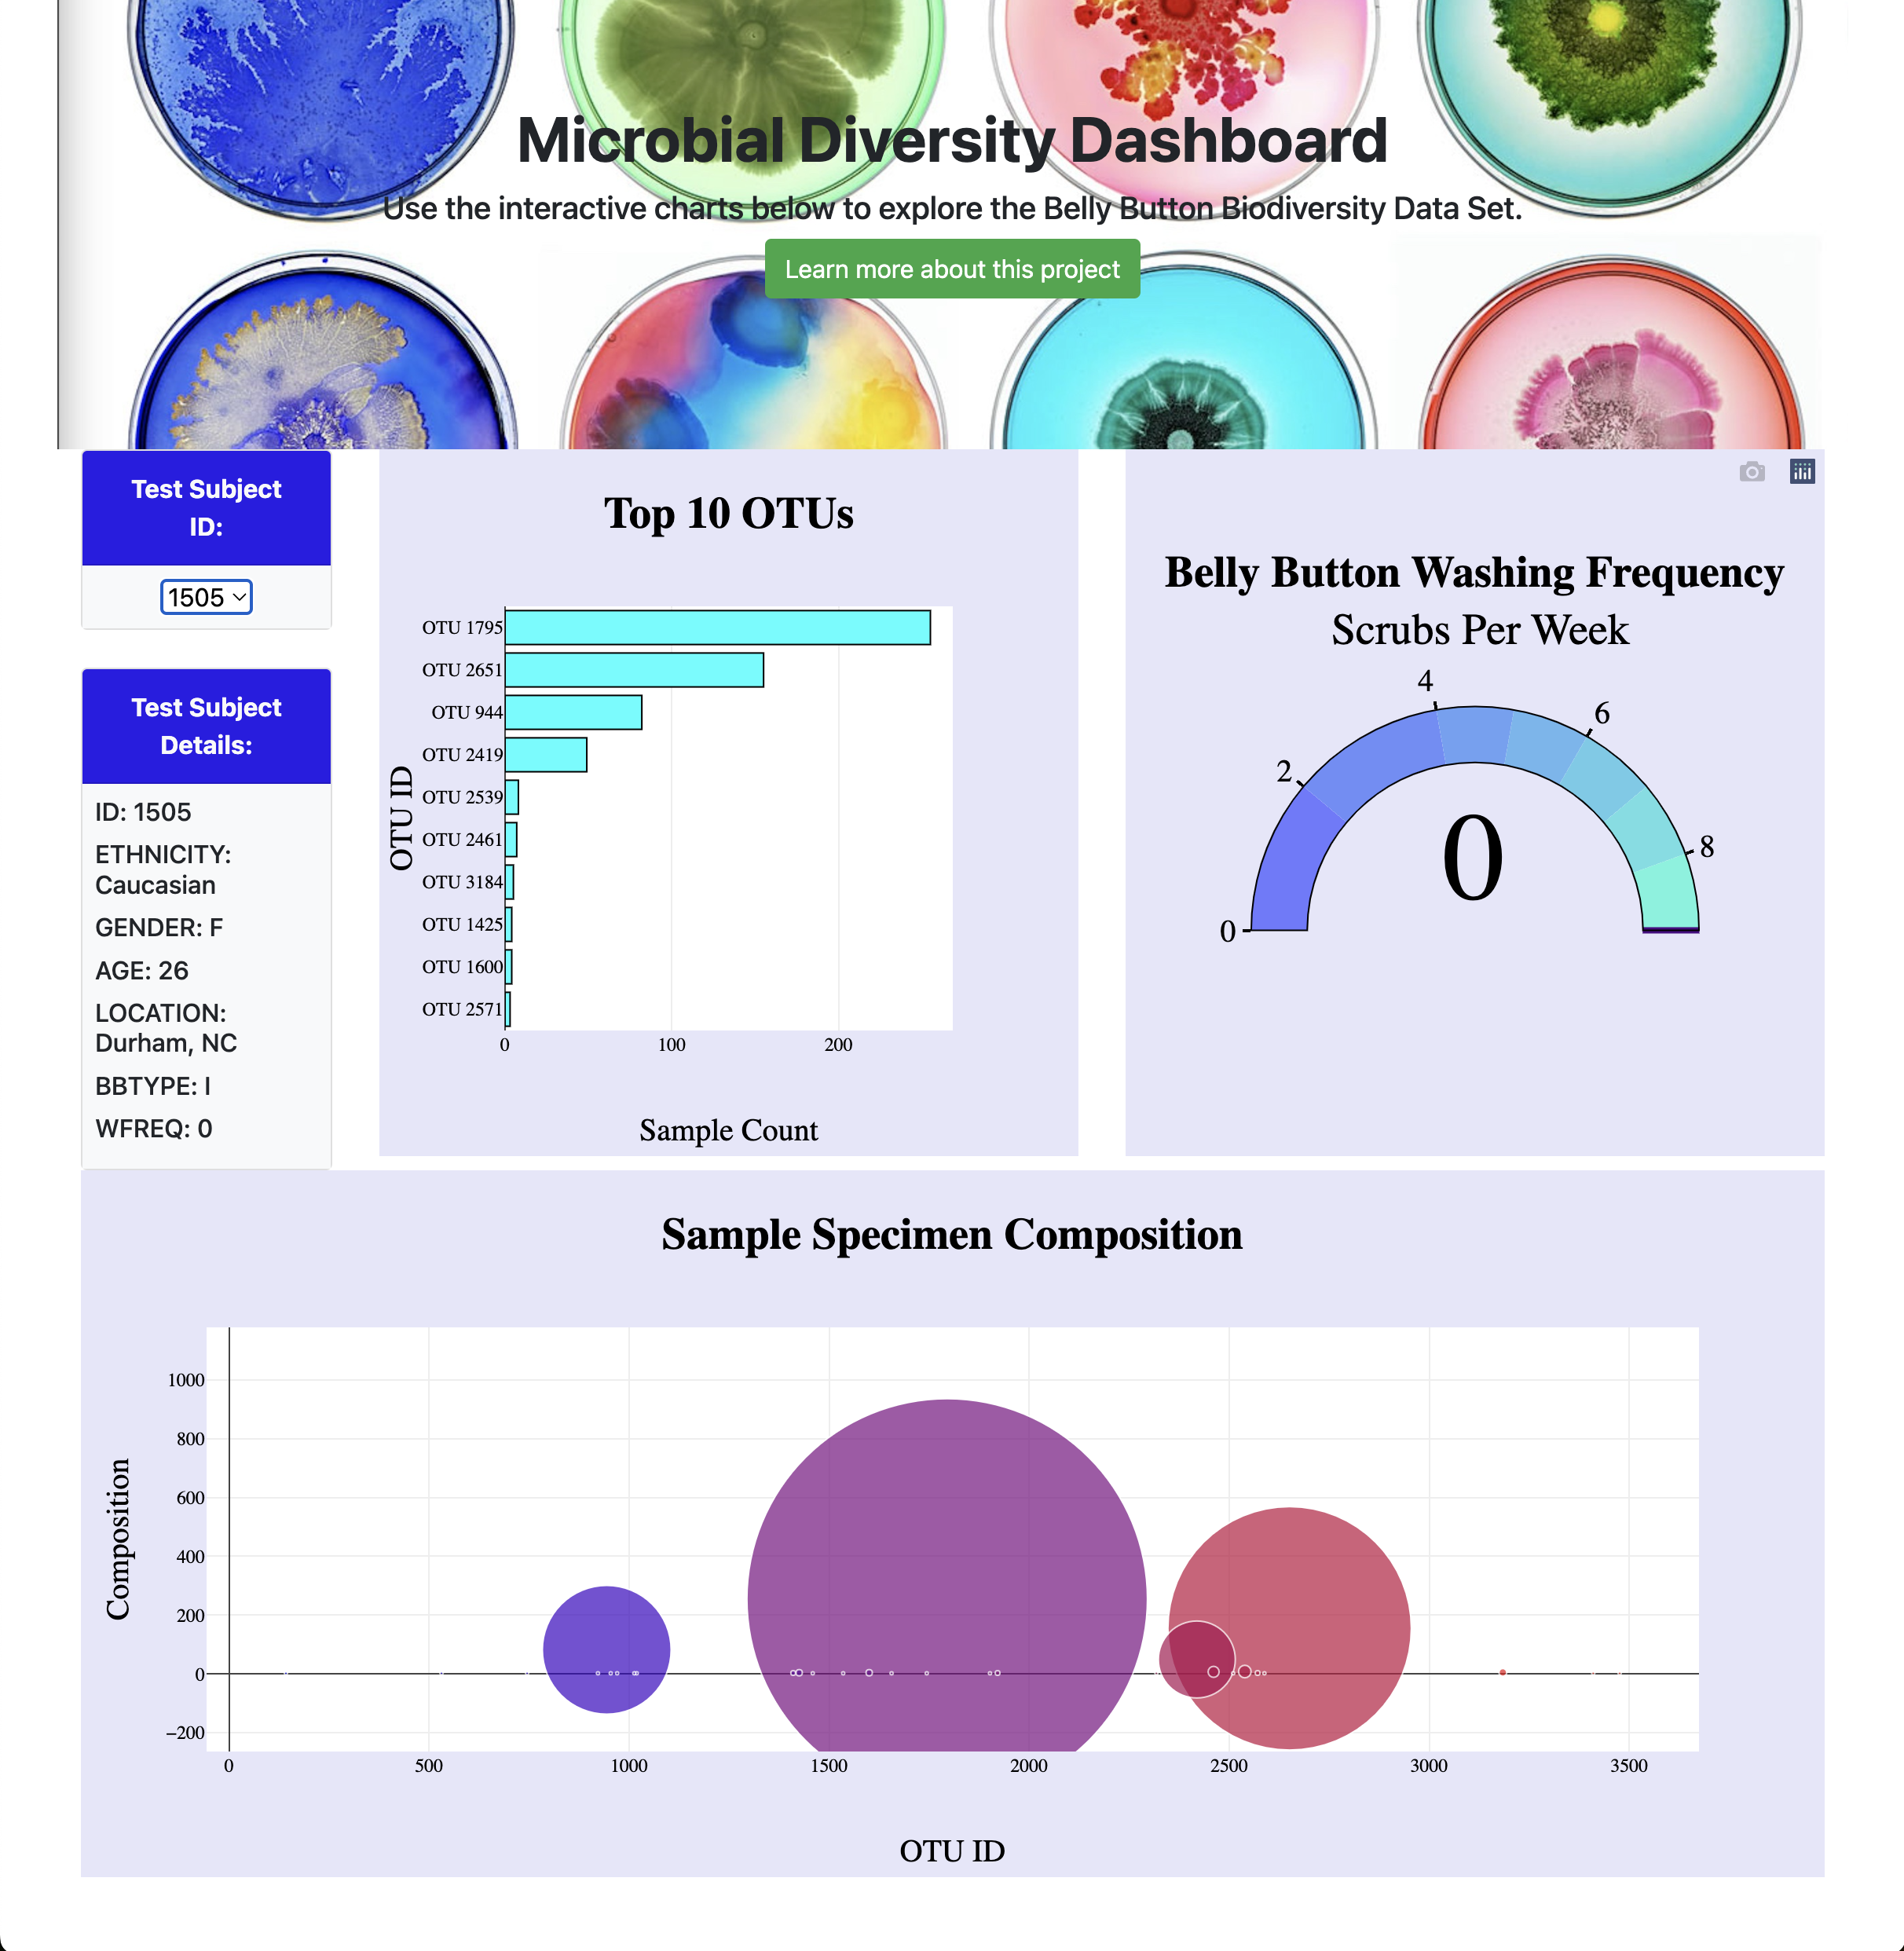 Microbial Diversity Dashboard
Use the interactive charts below to explore the Belly Button Biodiversity Data Set.
Learn more about this project
Test Subject
ID:
1505
Test Subject
Details:
ID: 1505
ETHNICITY:
Caucasian
GENDER: F
AGE: 26
LOCATION:
Durham, NC
BBTYPE: I
WFREQ: 0
Top 10 OTUs
OTU ID
OTU 1795
OTU 2651
OTU 944
OTU 2419
OTU 2539
OTU 2461
OTU 3184
OTU 1425
OTU 1600
OTU 2571
0 100 200
Sample Count
Belly Button Washing Frequency
Scrubs Per Week
4
6
2
8
0
0
Sample Specimen Composition
Composition
1000
800
600
400
200
0
−200
0 500 1000 1500 2000 2500 3000 3500
OTU ID